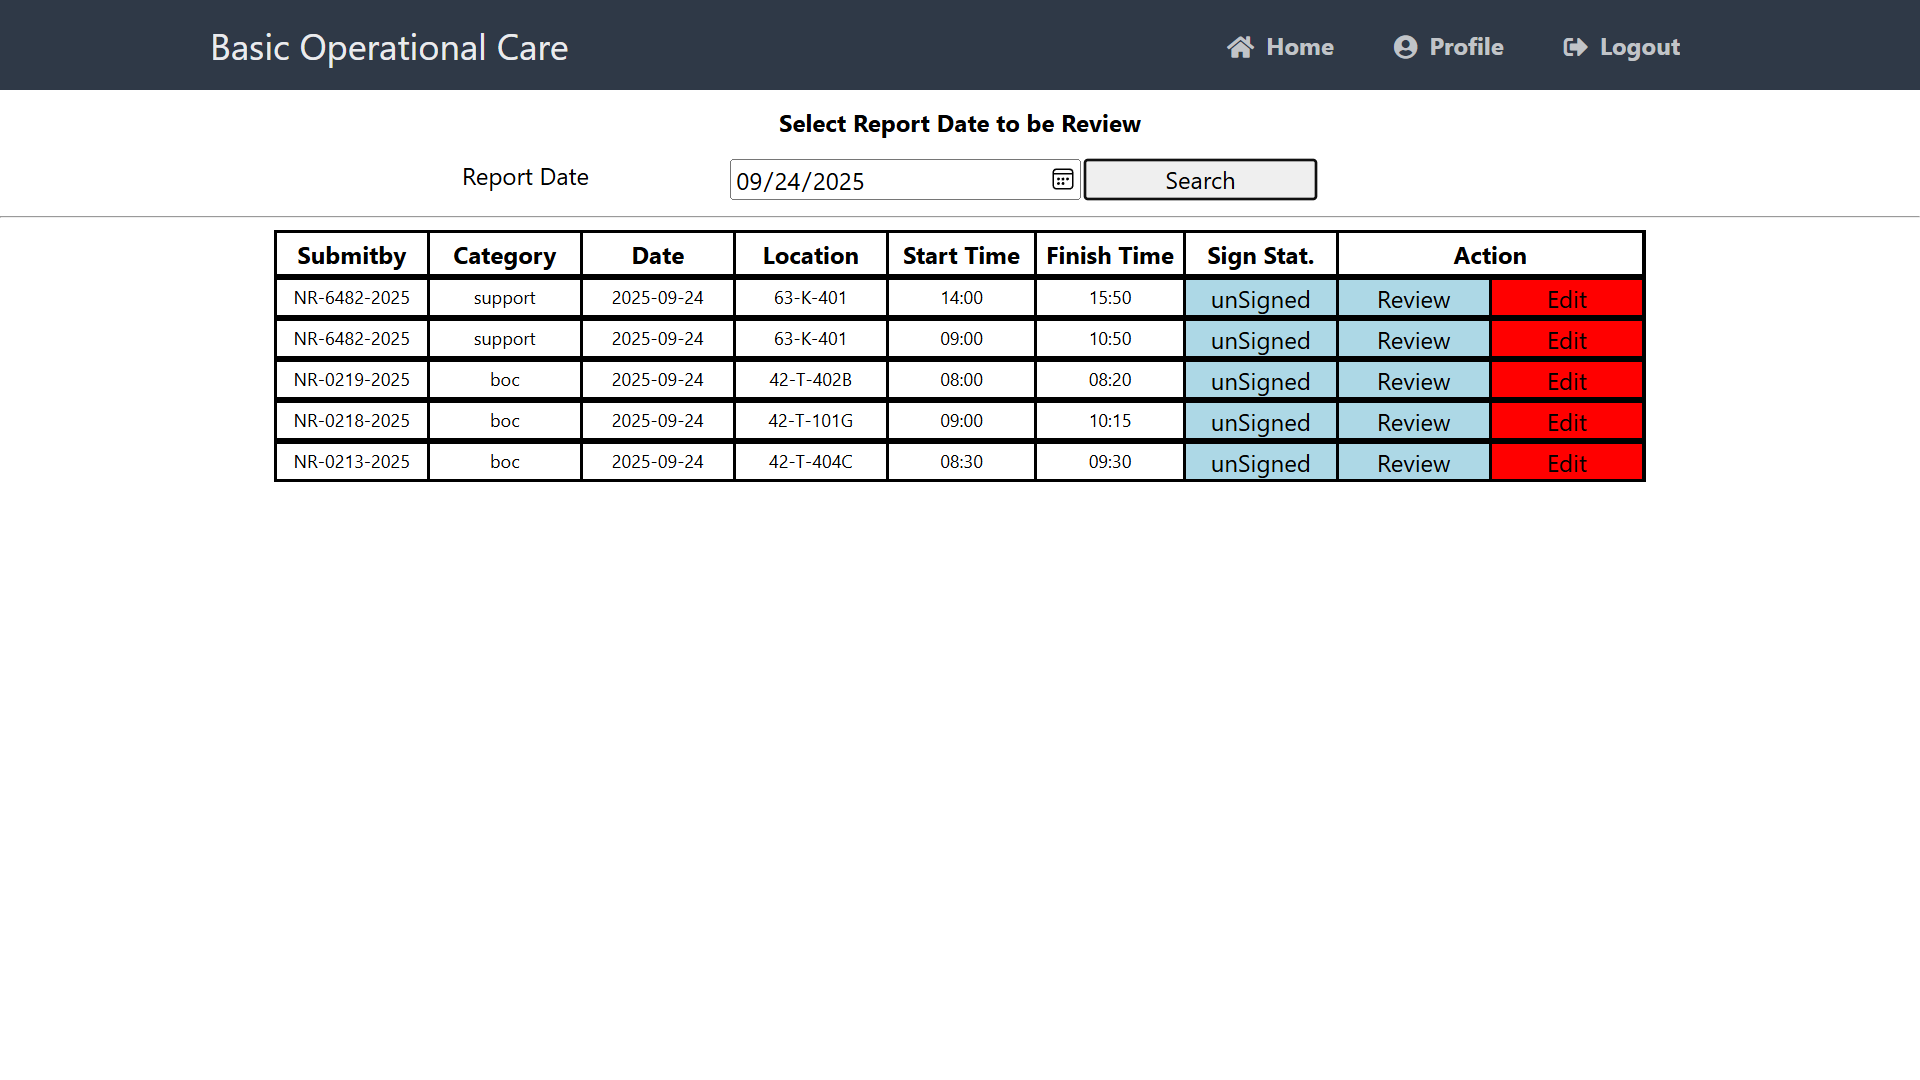 Basic Operational Care Home Profile Logout
Select Report Date to be Review
Report Date 09/24/2025 Search
Submitby Category Date Location Start Time Finish Time Sign Stat. Action
NR-6482-2025 support 2025-09-24 63-K-401 14:00 15:50 unSigned Review Edit
NR-6482-2025 support 2025-09-24 63-K-401 09:00 10:50 unSigned Review Edit
NR-0219-2025 boc 2025-09-24 42-T-402B 08:00 08:20 unSigned Review Edit
NR-0218-2025 boc 2025-09-24 42-T-101G 09:00 10:15 unSigned Review Edit
NR-0213-2025 boc 2025-09-24 42-T-404C 08:30 09:30 unSigned Review Edit